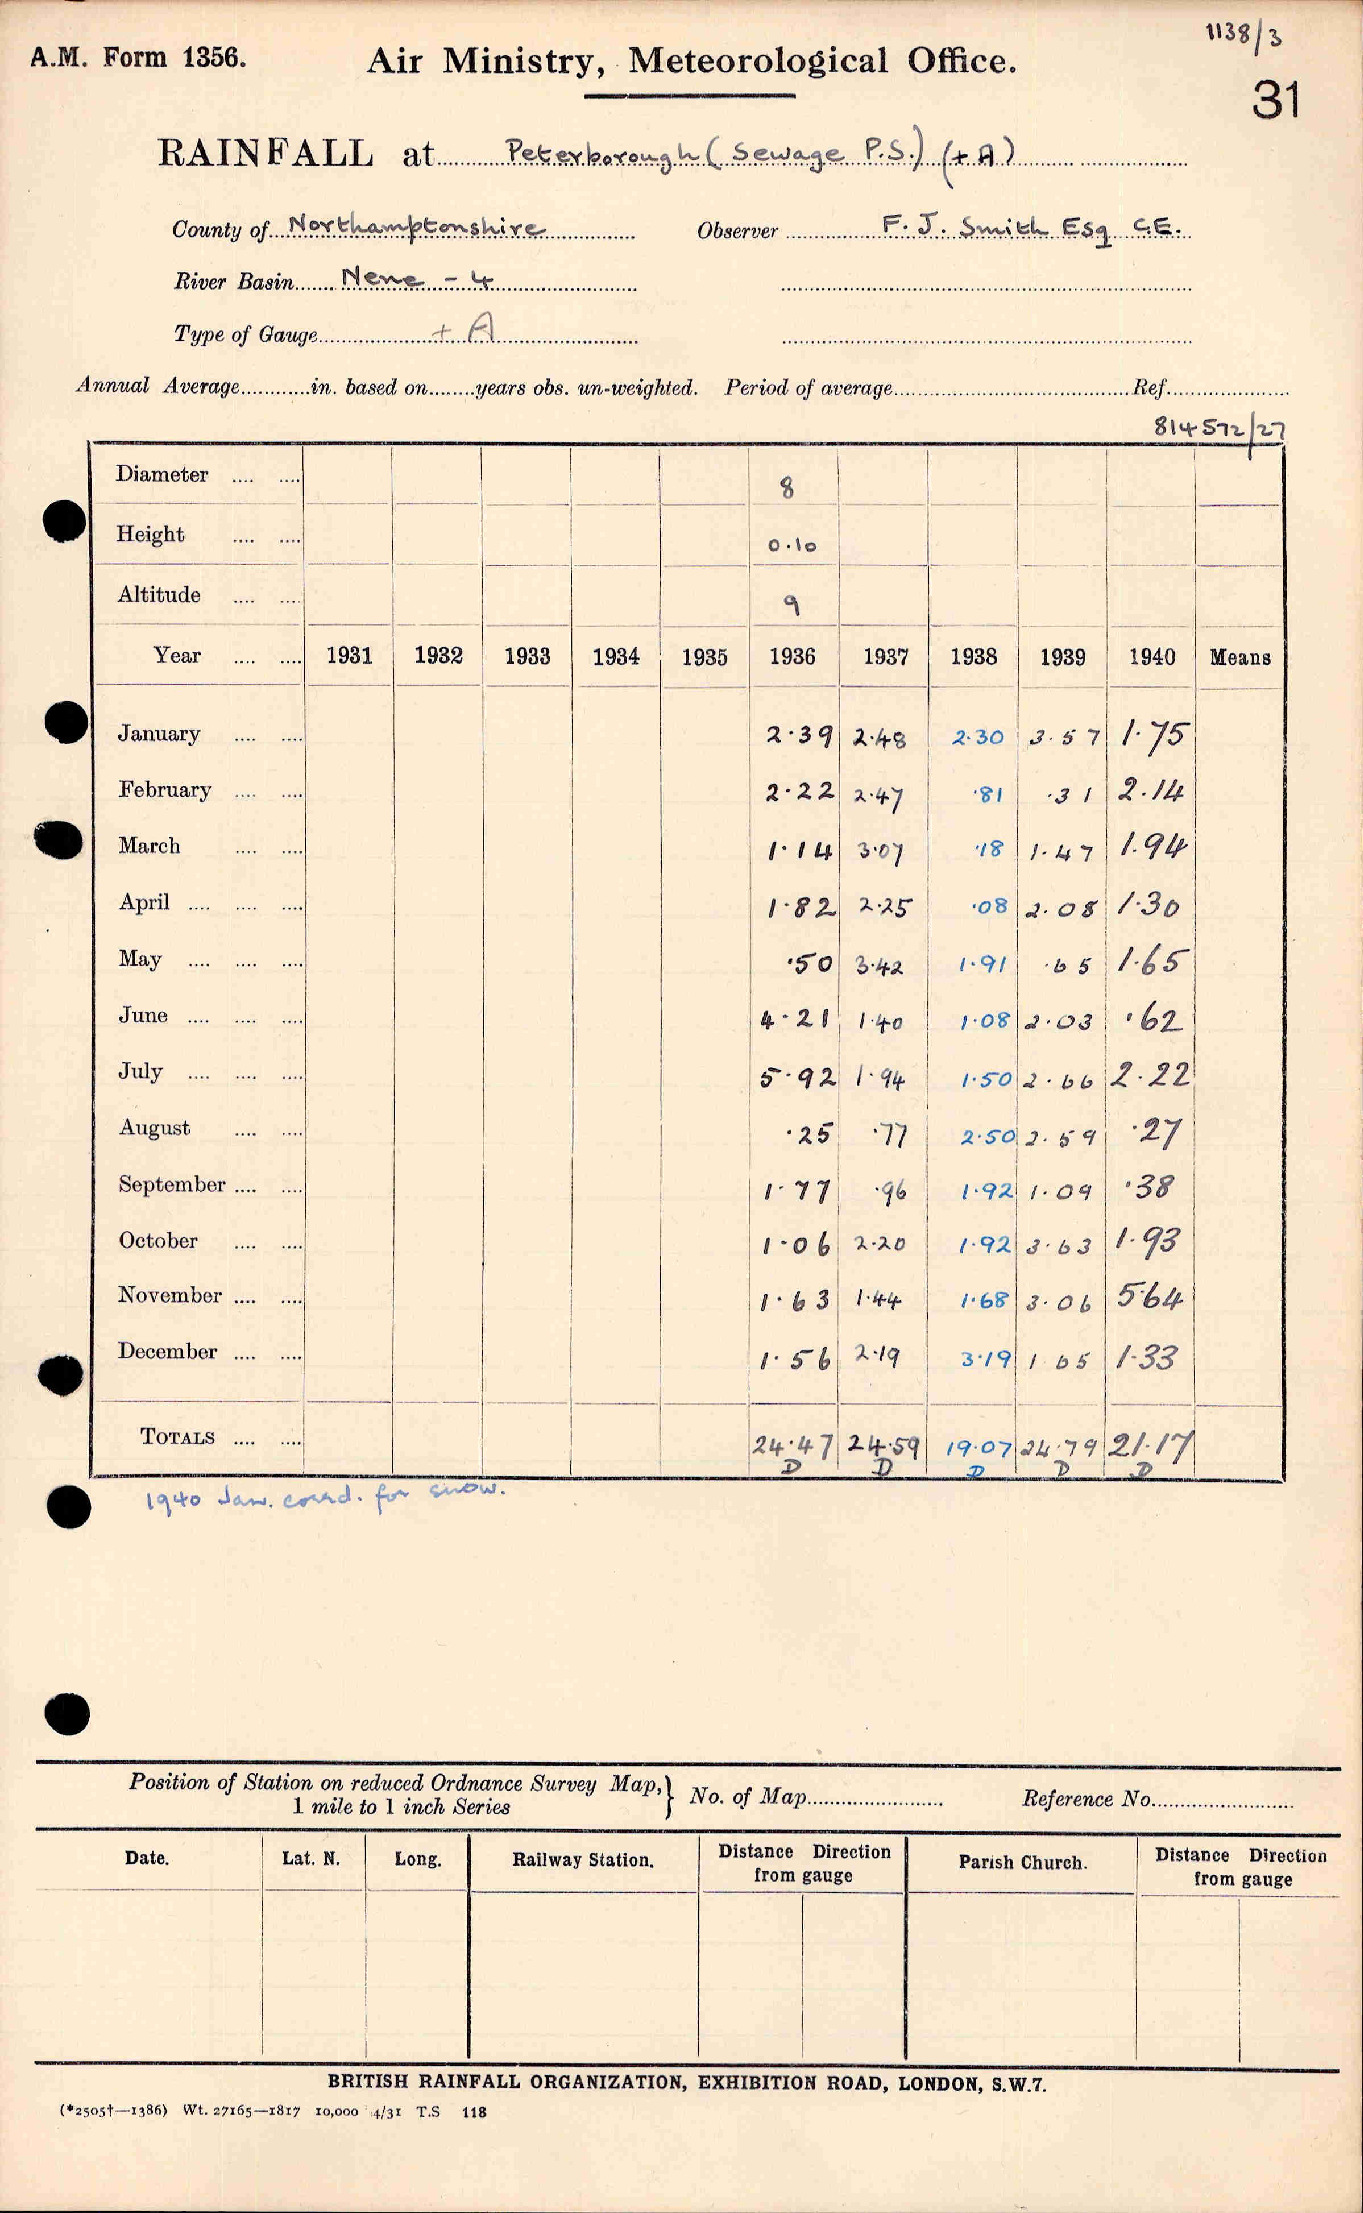 1138/3
A.M. Form 1356. Air Ministry, Meteorological Office.
31
RAINFALL at Peterborough (Sewage P.S.) (+A)
County of Northamptonshire Observer F. J. Smith Esq C.E.
River Basin Nene - 4
Type of Gauge + A
Annual Average............in. based on........years obs. un-weighted. Period of average........................................Ref.....................
814572/27
Diameter .... .... 8
Height .... .... 0.10
Altitude .... .... 9
Year .... .... 1931 1932 1933 1934 1935 1936 1937 1938 1939 1940 Means
January .... .... 2.39 2.48 2.30 3.57 1.75
February .... .... 2.22 2.47 .81 .31 2.14
March .... .... 1.14 3.07 .18 1.47 1.94
April .... .... .... 1.82 2.25 .08 2.08 1.30
May .... .... .... .50 3.42 1.91 .65 1.65
June .... .... .... 4.21 1.40 1.08 2.03 .62
July .... .... .... 5.92 1.94 1.50 2.66 2.22
August .... .... .25 .77 2.50 2.59 .27
September .... .... 1.77 .96 1.92 1.09 .38
October .... .... 1.06 2.20 1.92 3.63 1.93
November .... .... 1.63 1.44 1.68 3.06 5.64
December .... .... 1.56 2.19 3.19 1 65 1.33
TOTALS .... .... 24.47 24.59 19.07 24.79 21.17
D D D D D
1940 Jan. corrd. for snow.
Position of Station on reduced Ordnance Survey Map, } No. of Map........................ Reference No.........................
1 mile to 1 inch Series
Date. Lat. N. Long. Railway Station. Distance Direction Parish Church. Distance Direction
from gauge from gauge
BRITISH RAINFALL ORGANIZATION, EXHIBITION ROAD, LONDON, S.W.7.
(*2505†—1386) Wt. 27165—1817 10,000 4/31 T.S 118